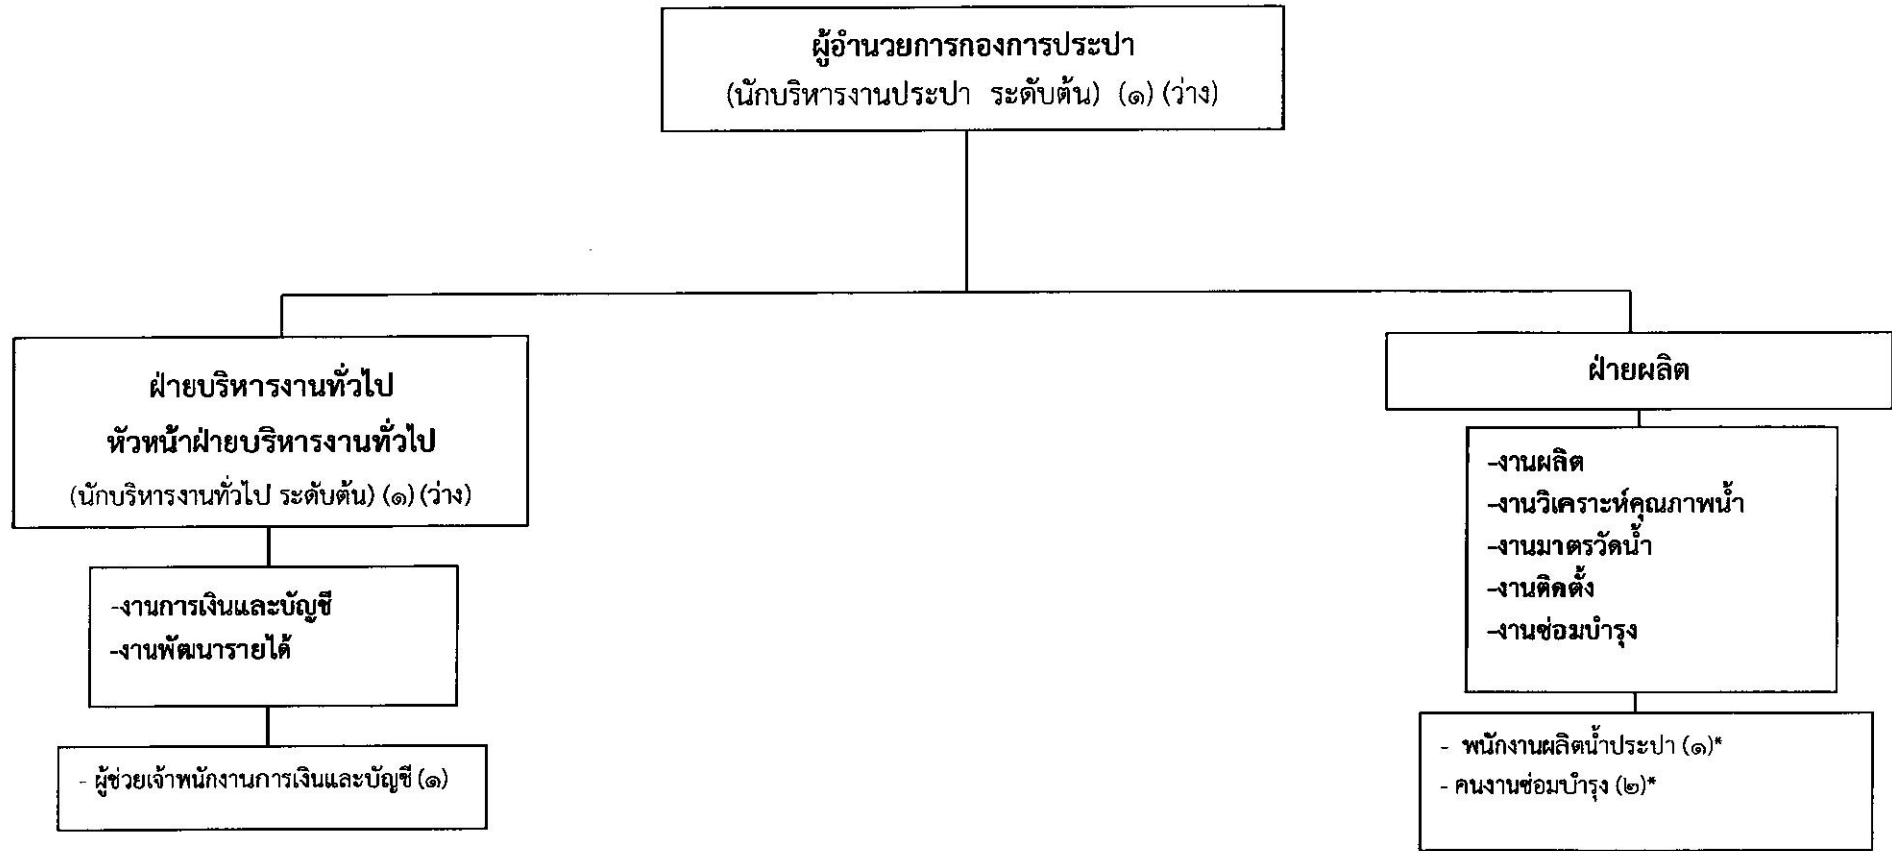 ผู้อำนวยการกองการประปา
(นักบริหารงานประปา ระดับต้น) (๑) (ว่าง)
ฝ่ายบริหารงานทั่วไป
หัวหน้าฝ่ายบริหารงานทั่วไป
(นักบริหารงานทั่วไป ระดับต้น) (๑) (ว่าง)
-งานการเงินและบัญชี
-งานพัฒนารายได้
- ผู้ช่วยเจ้าพนักงานการเงินและบัญชี (๑)
ฝ่ายผลิต
-งานผลิต
-งานวิเคราะห์คุณภาพน้ำ
-งานมาตรวัดน้ำ
-งานติดตั้ง
-งานซ่อมบำรุง
- พนักงานผลิตน้ำประปา (๑)*
- คนงานซ่อมบำรุง (๒)*